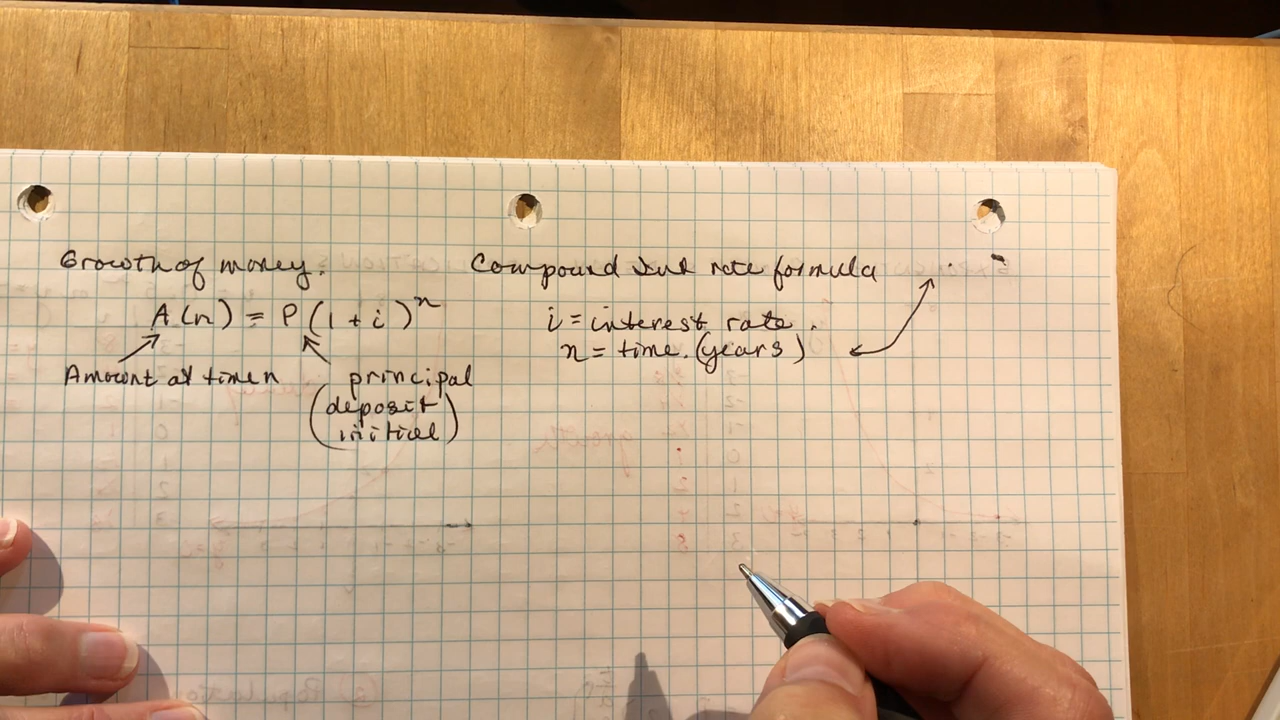 Growth of money. Compound Int rate formula
A(n) = P(1+i)^n i = interest rate.
n = time. (years)
Amount at time n principal
(deposit
initial)